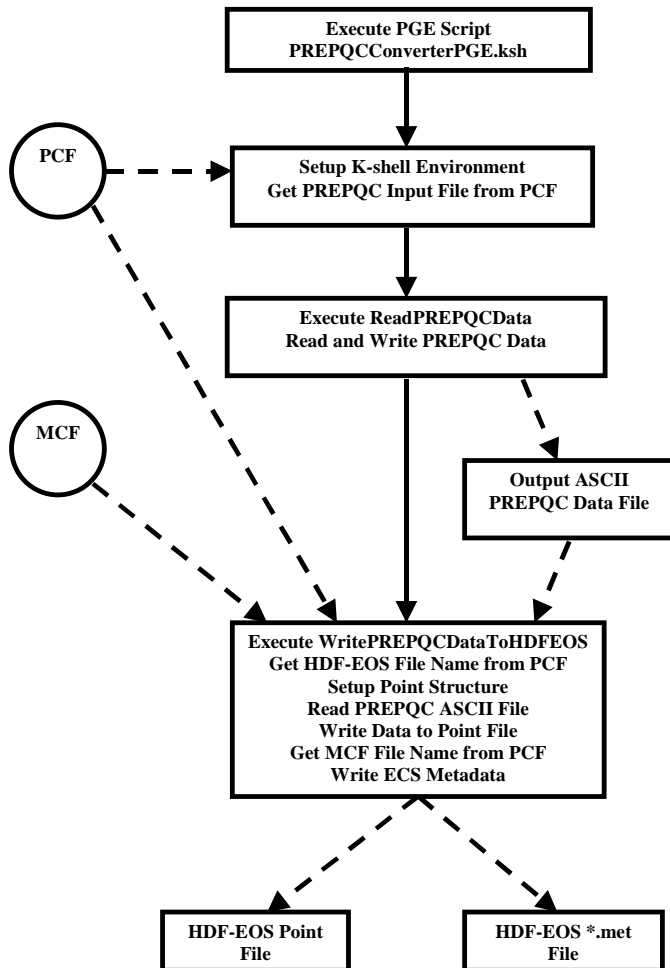 Execute PGE Script
PREPQCConverterPGE.ksh
PCF
Setup K-shell Environment
Get PREPQC Input File from PCF
Execute ReadPREPQCData
Read and Write PREPQC Data
MCF
Output ASCII
PREPQC Data File
Execute WritePREPQCDataToHDFEOS
Get HDF-EOS File Name from PCF
Setup Point Structure
Read PREPQC ASCII File
Write Data to Point File
Get MCF File Name from PCF
Write ECS Metadata
HDF-EOS Point
File
HDF-EOS *.met
File